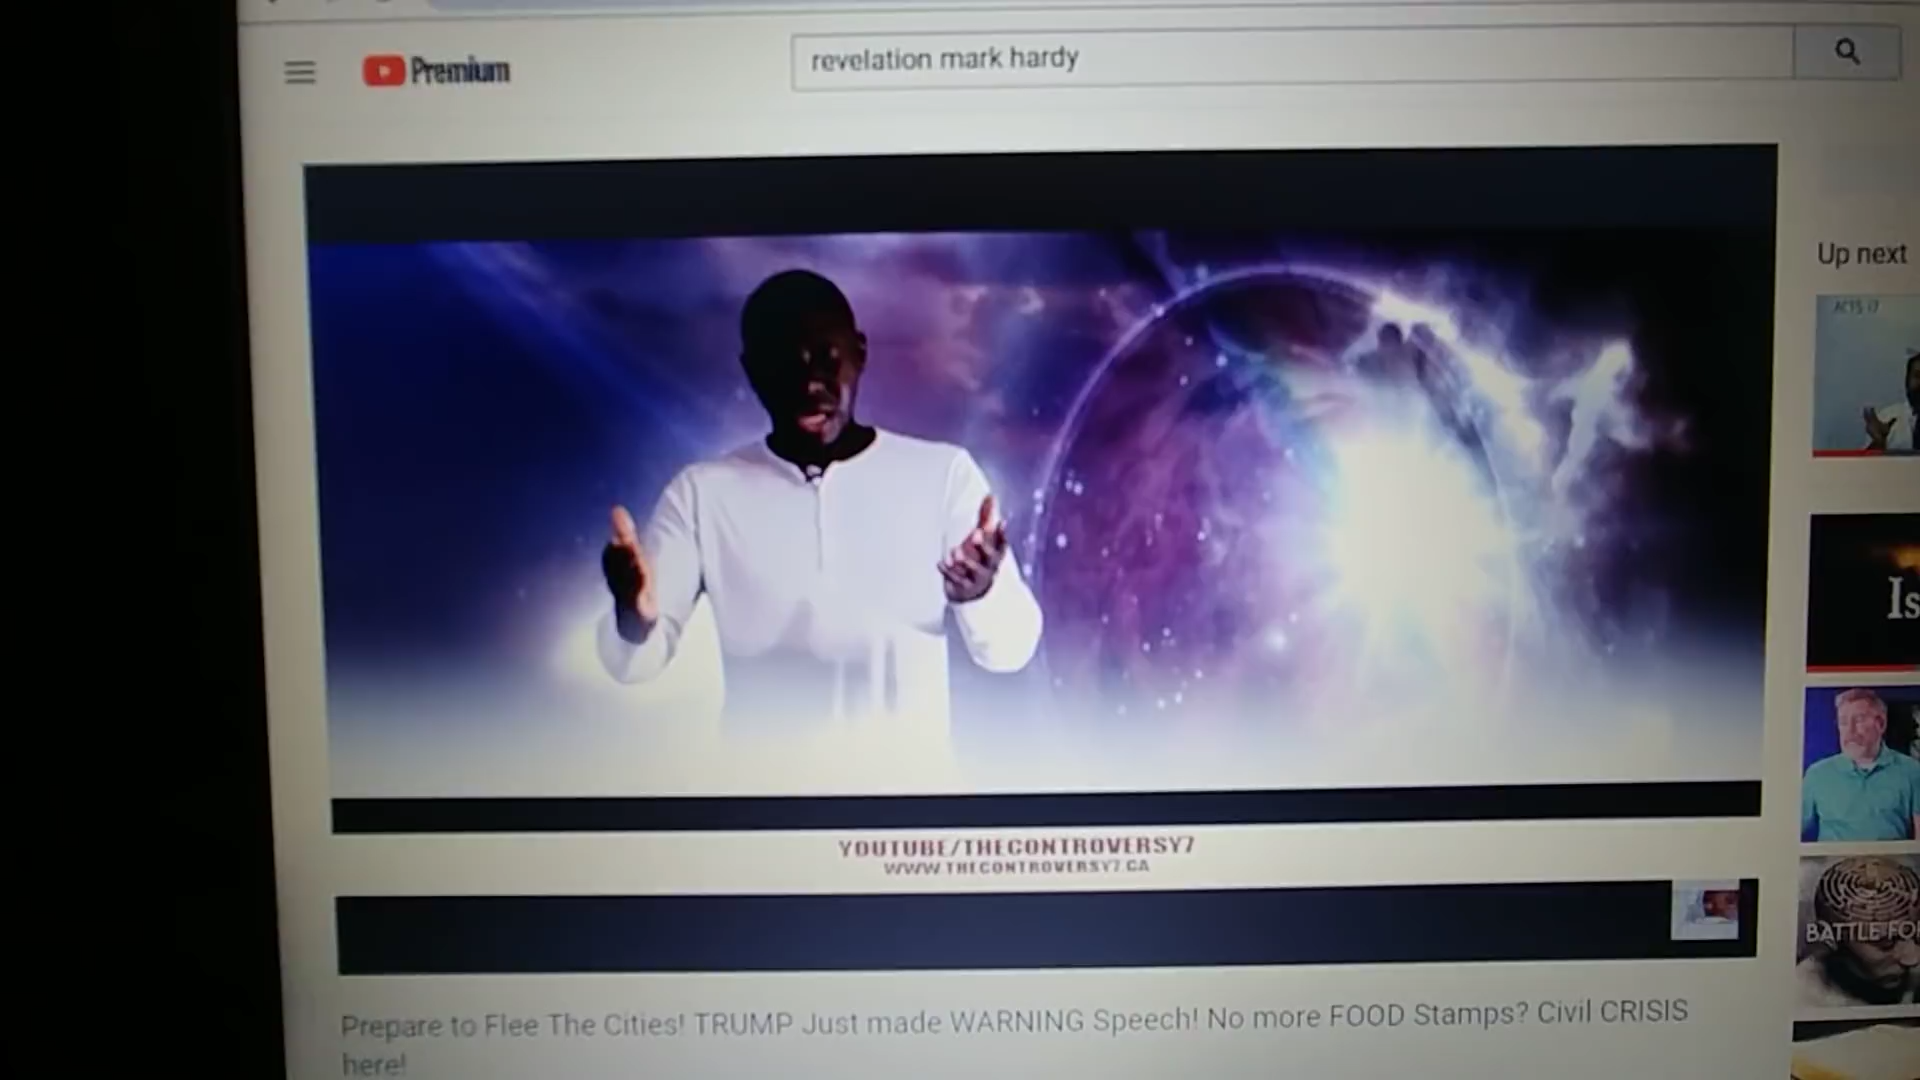 Premium
revelation mark hardy
Up next
ACTS 17
Is
BATTLE FO
YOUTUBE/THECONTROVERSY7
WWW.THECONTROVERSY7.CA
Prepare to Flee The Cities! TRUMP Just made WARNING Speech! No more FOOD Stamps? Civil CRISIS
here!